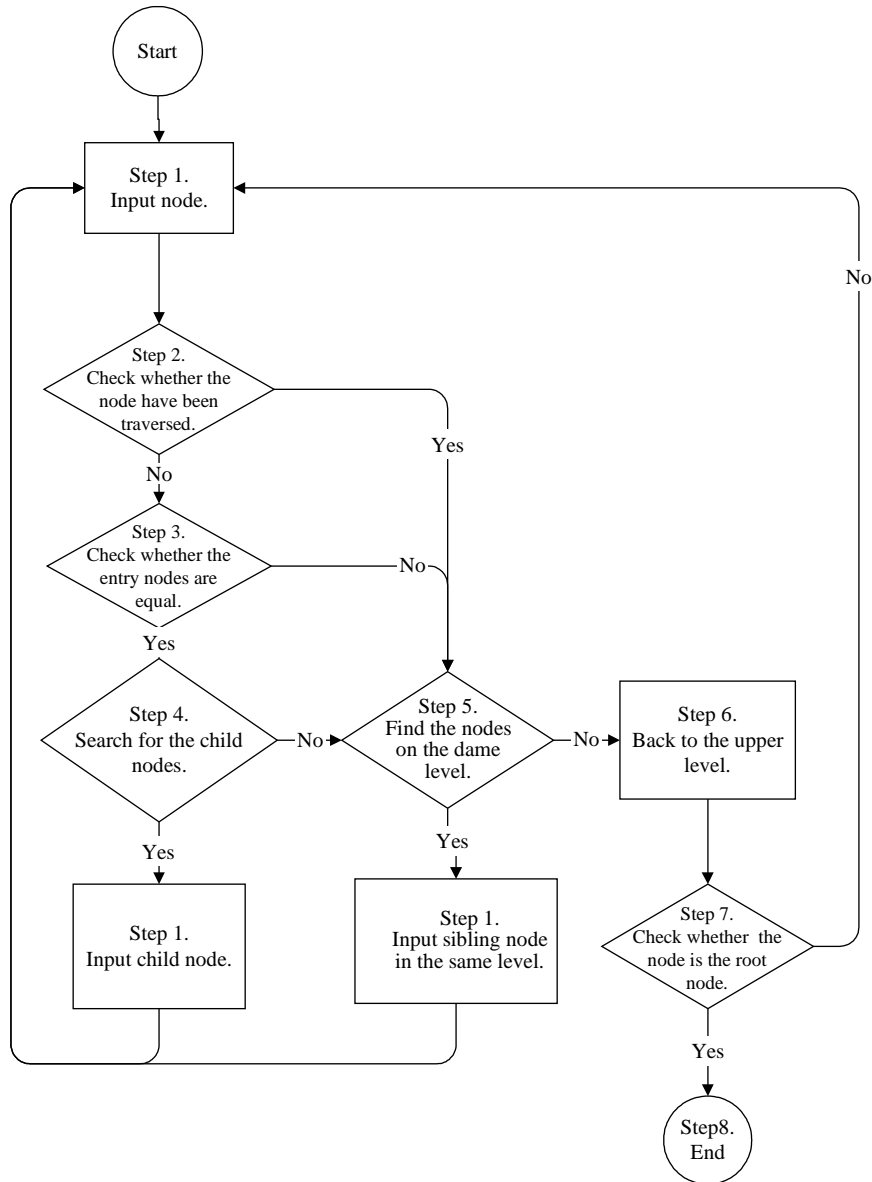 Start
Step 1.
Input node.
No
Step 2.
Check whether the
node have been
traversed.
Yes
No
Step 3.
Check whether the
entry nodes are
equal.
No
Yes
Step 4.
Search for the child
nodes.
No
Step 5.
Find the nodes
on the dame
level.
No
Step 6.
Back to the upper
level.
Yes
Yes
Step 1.
Input child node.
Step 1.
Input sibling node
in the same level.
Step 7.
Check whether the
node is the root
node.
Yes
Step8.
End